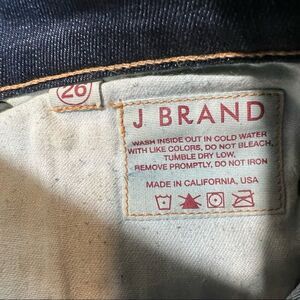 26
J BRAND
WASH INSIDE OUT IN COLD WATER
WITH LIKE COLORS, DO NOT BLEACH,
TUMBLE DRY LOW,
REMOVE PROMPTLY, DO NOT IRON
MADE IN CALIFORNIA, USA